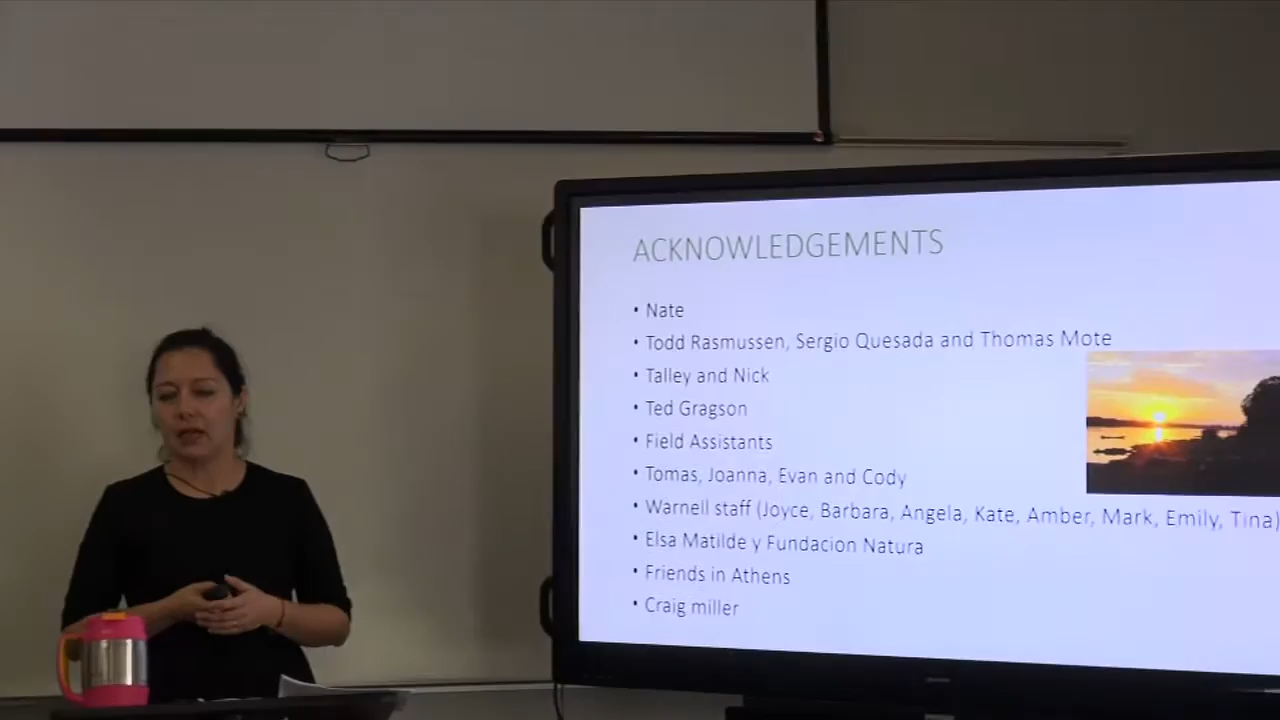 ACKNOWLEDGEMENTS
• Nate
• Todd Rasmussen, Sergio Quesada and Thomas Mote
• Talley and Nick
• Ted Gragson
• Field Assistants
• Tomas, Joanna, Evan and Cody
• Warnell staff (Joyce, Barbara, Angela, Kate, Amber, Mark, Emily, Tina)
• Elsa Matilde y Fundacion Natura
• Friends in Athens
• Craig miller